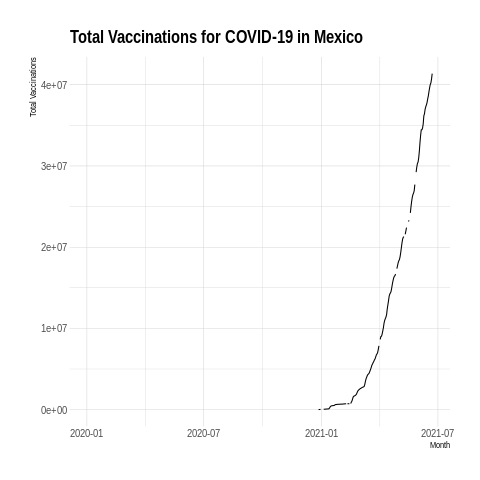 Total Vaccinations for COVID-19 in Mexico
Total Vaccinations
4e+07
3e+07
2e+07
1e+07
0e+00
2020-01
2020-07
2021-01
2021-07
Month